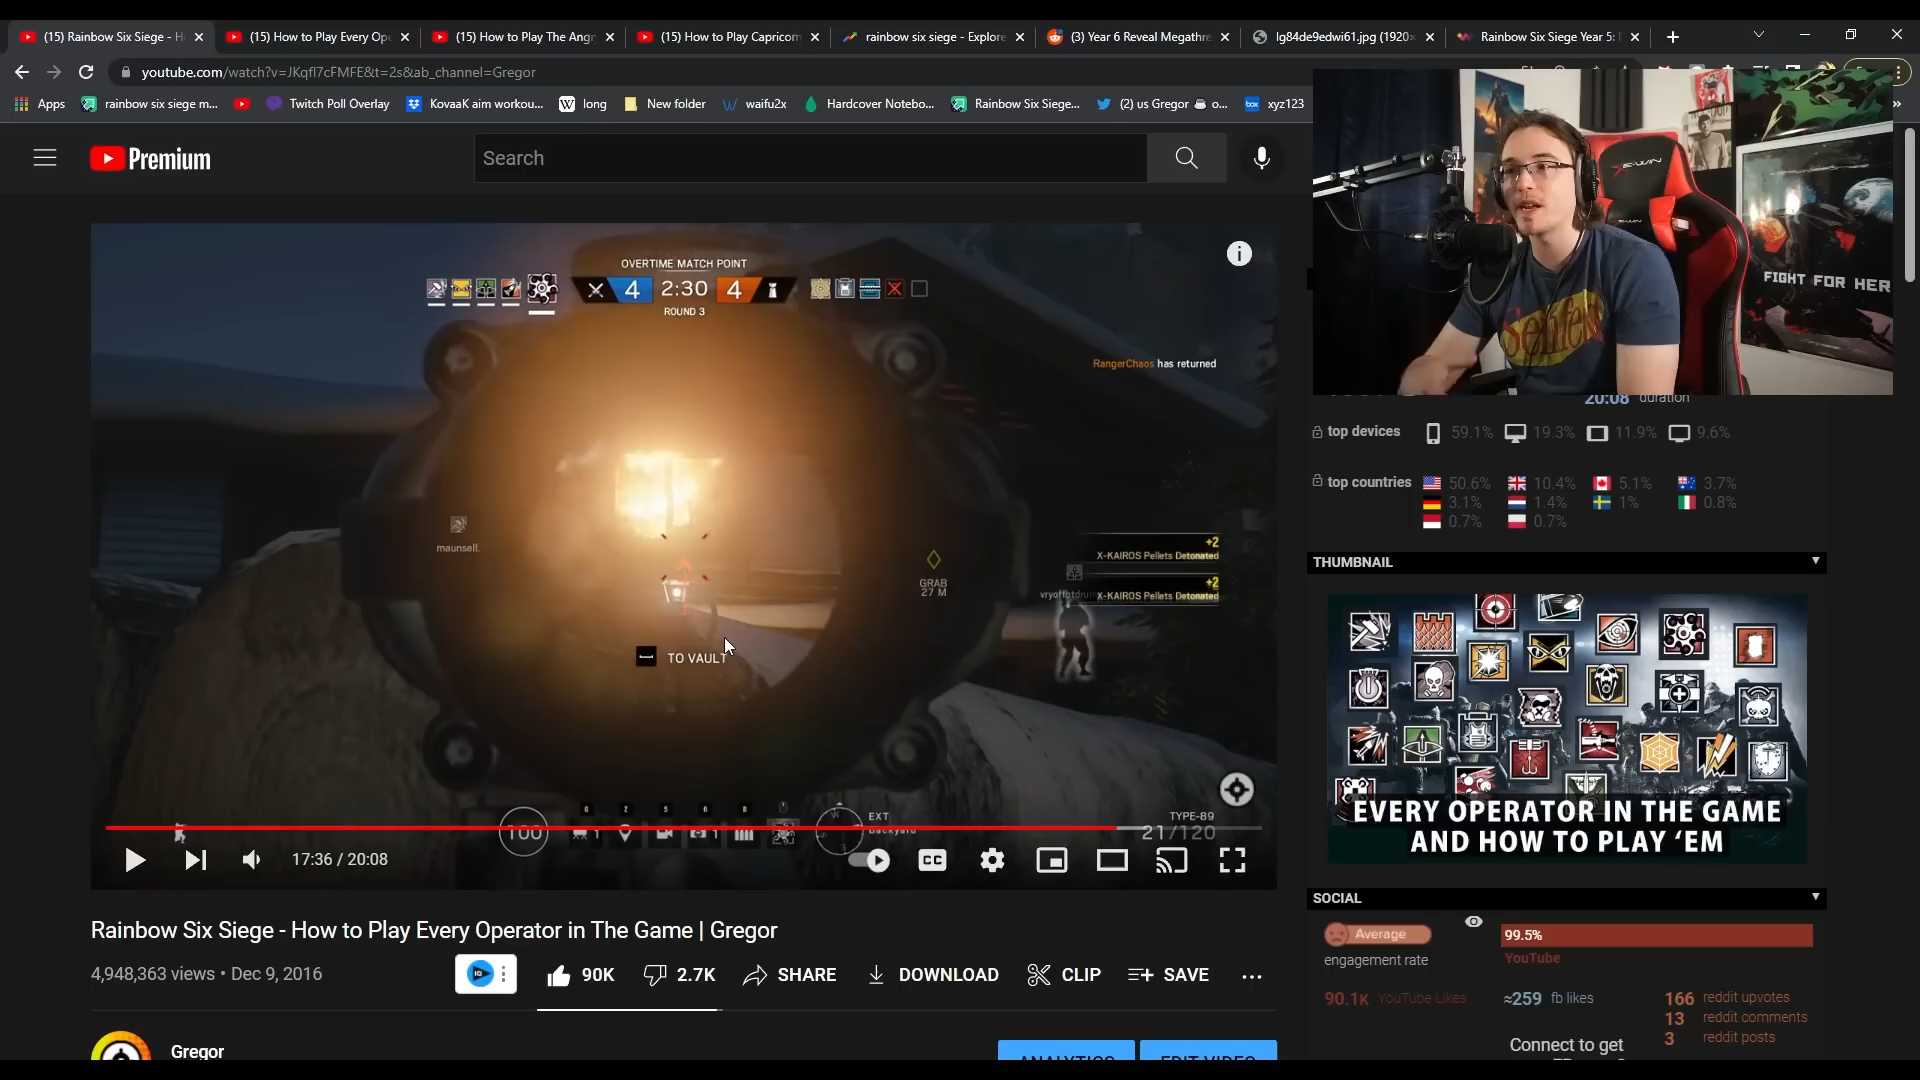 (15) Rainbow Six Siege - H
(15) How to Play Every Op
(15) How to Play The Ang
(15) How to Play Capricorn
rainbow six siege - Explore
(3) Year 6 Reveal Megathre
lg84de9edwi61.jpg (1920
Rainbow Six Siege Year 5:
youtube.com/watch?v=JKqfl7cFMFE&t=2s&ab_channel=Gregor
Apps
rainbow six siege m...
Twitch Poll Overlay
KovaaK aim workou...
long
New folder
waifu2x
Hardcover Notebo...
Rainbow Six Siege...
(2) us Gregor ☕ o...
xyz123
Premium
Search
OVERTIME MATCH POINT
4 2:30 4
ROUND 3
RangerChaos has returned
maunsell.
GRAB
27 M
+2
X-KAIROS Pellets Detonated
+2
X-KAIROS Pellets Detonated
TO VAULT
100
EXT
Backyard
TYPE-89
21/120
17:36 / 20:08
CC
Rainbow Six Siege - How to Play Every Operator in The Game | Gregor
4,948,363 views • Dec 9, 2016
90K
2.7K
SHARE
DOWNLOAD
CLIP
SAVE
Gregor
ANALYTICS
EDIT VIDEO
FIGHT FOR HER
Seinfeld
20:08 duration
top devices 59.1% 19.3% 11.9% 9.6%
top countries 50.6% 10.4% 5.1% 3.7%
3.1% 1.4% 1% 0.8%
0.7% 0.7%
THUMBNAIL
EVERY OPERATOR IN THE GAME
AND HOW TO PLAY ‘EM
SOCIAL
Average
engagement rate
99.5%
YouTube
90.1K YouTube Likes
≈259 fb likes
166 reddit upvotes
13 reddit comments
3 reddit posts
Connect to get